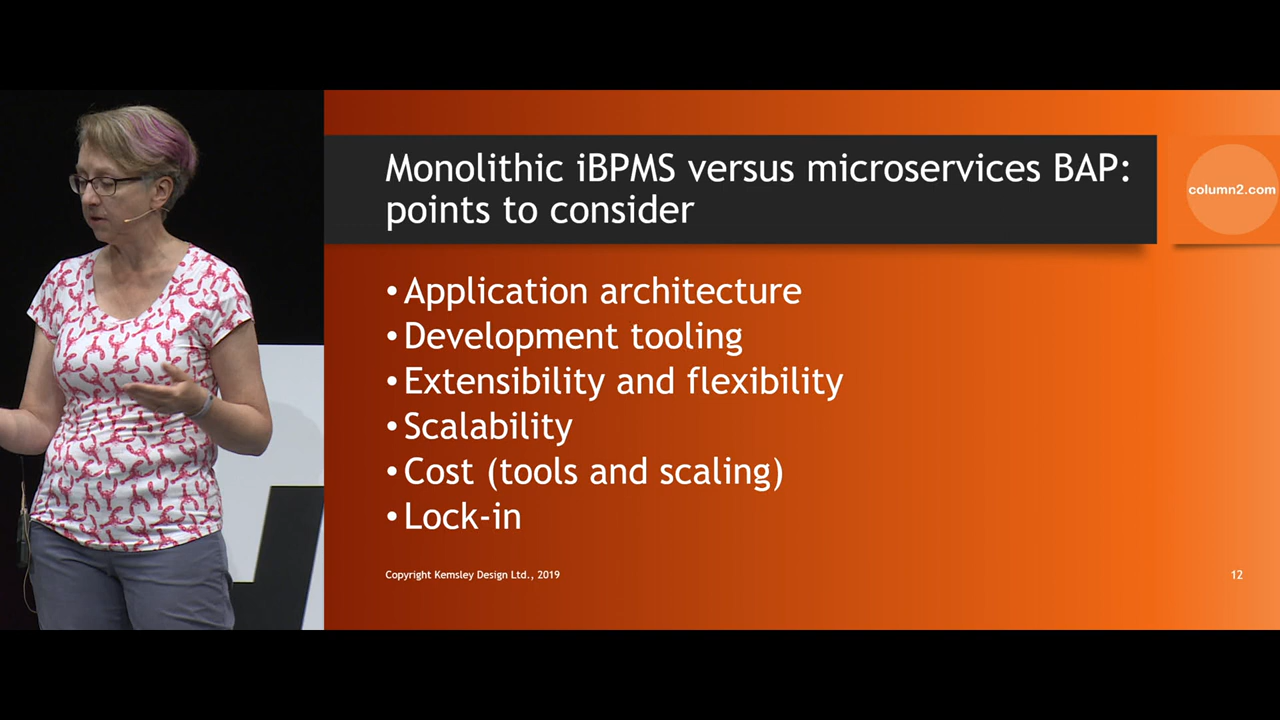 Monolithic iBPMS versus microservices BAP:
points to consider
column2.com
• Application architecture
• Development tooling
• Extensibility and flexibility
• Scalability
• Cost (tools and scaling)
• Lock-in
Copyright Kemsley Design Ltd., 2019
12